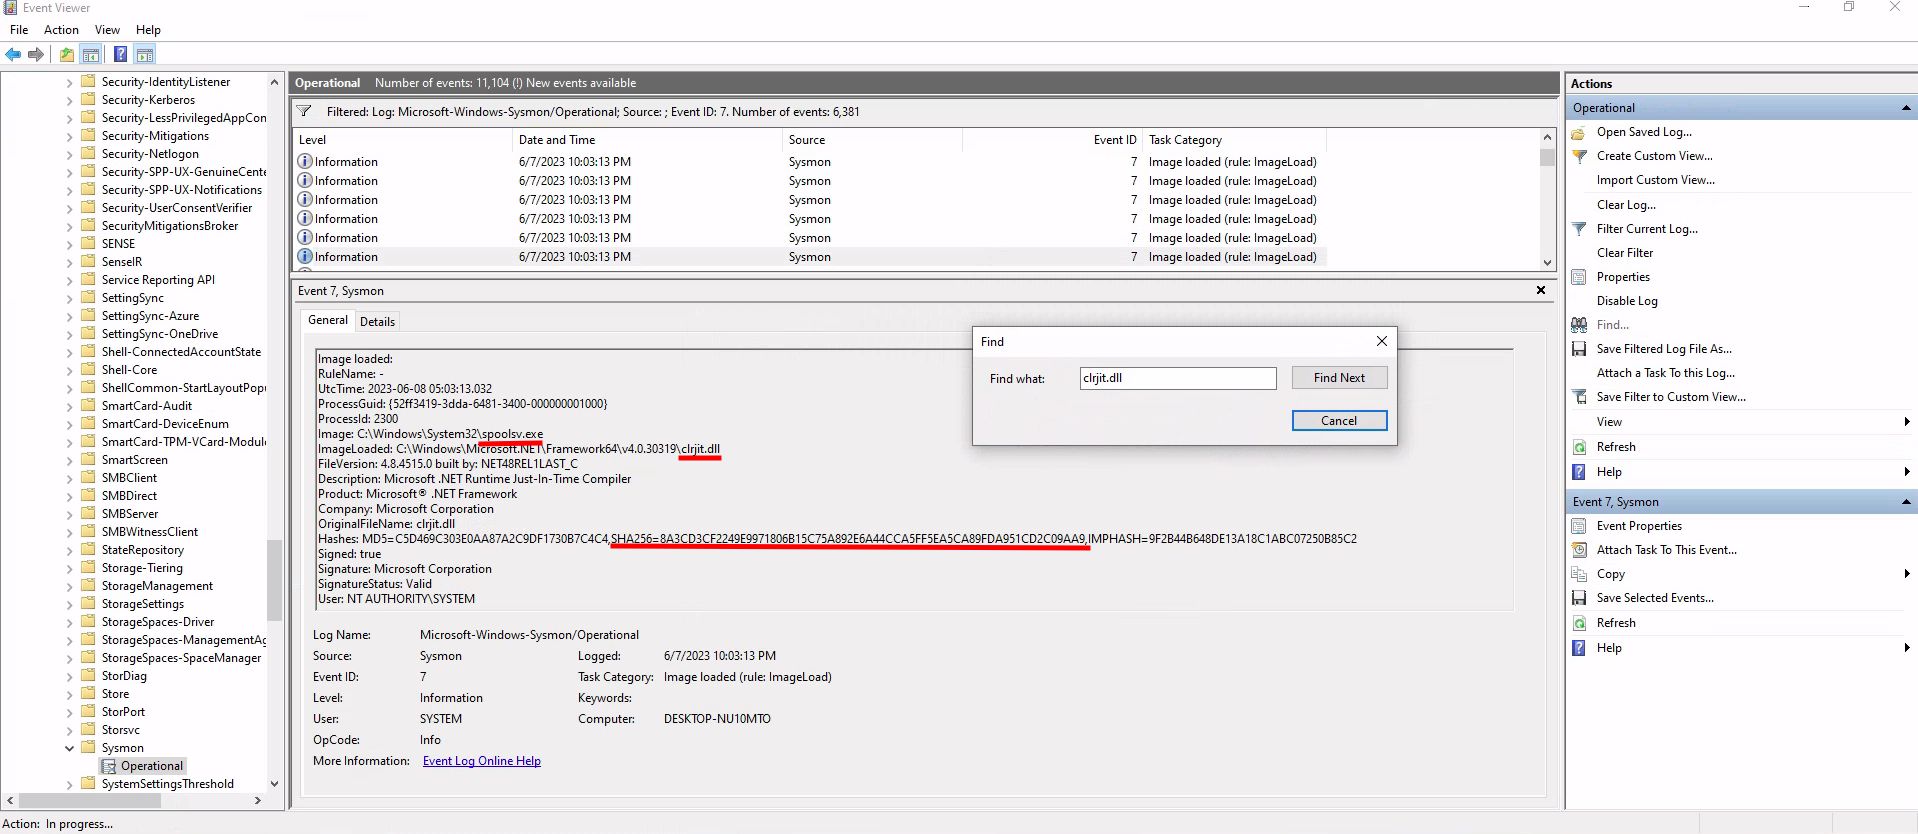 Event Viewer
File Action View Help
Security-IdentityListener
Security-Kerberos
Security-LessPrivilegedAppCon
Security-Mitigations
Security-Netlogon
Security-SPP-UX-GenuineCente
Security-SPP-UX-Notifications
Security-UserConsentVerifier
SecurityMitigationsBroker
SENSE
SenseIR
Service Reporting API
SettingSync
SettingSync-Azure
SettingSync-OneDrive
Shell-ConnectedAccountState
Shell-Core
ShellCommon-StartLayoutPopu
SmartCard-Audit
SmartCard-DeviceEnum
SmartCard-TPM-VCard-Module
SmartScreen
SMBClient
SMBDirect
SMBServer
SMBWitnessClient
StateRepository
Storage-Tiering
StorageManagement
StorageSettings
StorageSpaces-Driver
StorageSpaces-ManagementAg
StorageSpaces-SpaceManager
StorDiag
Store
StorPort
Storsvc
Sysmon
Operational
SystemSettingsThreshold
Operational Number of events: 11,104 (!) New events available
Filtered: Log: Microsoft-Windows-Sysmon/Operational; Source: ; Event ID: 7. Number of events: 6,381
Level Date and Time Source Event ID Task Category
Information 6/7/2023 10:03:13 PM Sysmon 7 Image loaded (rule: ImageLoad)
Information 6/7/2023 10:03:13 PM Sysmon 7 Image loaded (rule: ImageLoad)
Information 6/7/2023 10:03:13 PM Sysmon 7 Image loaded (rule: ImageLoad)
Information 6/7/2023 10:03:13 PM Sysmon 7 Image loaded (rule: ImageLoad)
Information 6/7/2023 10:03:13 PM Sysmon 7 Image loaded (rule: ImageLoad)
Information 6/7/2023 10:03:13 PM Sysmon 7 Image loaded (rule: ImageLoad)
Event 7, Sysmon
General Details
Image loaded:
RuleName: -
UtcTime: 2023-06-08 05:03:13.032
ProcessGuid: {52ff3419-3dda-6481-3400-000000001000}
ProcessId: 2300
Image: C:\Windows\System32\spoolsv.exe
ImageLoaded: C:\Windows\Microsoft.NET\Framework64\v4.0.30319\clrjit.dll
FileVersion: 4.8.4515.0 built by: NET48REL1LAST_C
Description: Microsoft .NET Runtime Just-In-Time Compiler
Product: Microsoft® .NET Framework
Company: Microsoft Corporation
OriginalFileName: clrjit.dll
Hashes: MD5=C5D469C303E0AA87A2C9DF1730B7C4C4,SHA256=8A3CD3CF2249E9971806B15C75A892E6A44CCA5FF5EA5CA89FDA951CD2C09AA9,IMPHASH=9F2B44B648DE13A18C1ABC07250B85C2
Signed: true
Signature: Microsoft Corporation
SignatureStatus: Valid
User: NT AUTHORITY\SYSTEM
Log Name: Microsoft-Windows-Sysmon/Operational
Source: Sysmon Logged: 6/7/2023 10:03:13 PM
Event ID: 7 Task Category: Image loaded (rule: ImageLoad)
Level: Information Keywords:
User: SYSTEM Computer: DESKTOP-NU10MTO
OpCode: Info
More Information: Event Log Online Help
Find
Find what: clrjit.dll Find Next
Cancel
Actions
Operational
Open Saved Log...
Create Custom View...
Import Custom View...
Clear Log...
Filter Current Log...
Clear Filter
Properties
Disable Log
Find...
Save Filtered Log File As...
Attach a Task To this Log...
Save Filter to Custom View...
View
Refresh
Help
Event 7, Sysmon
Event Properties
Attach Task To This Event...
Copy
Save Selected Events...
Refresh
Help
Action: In progress...